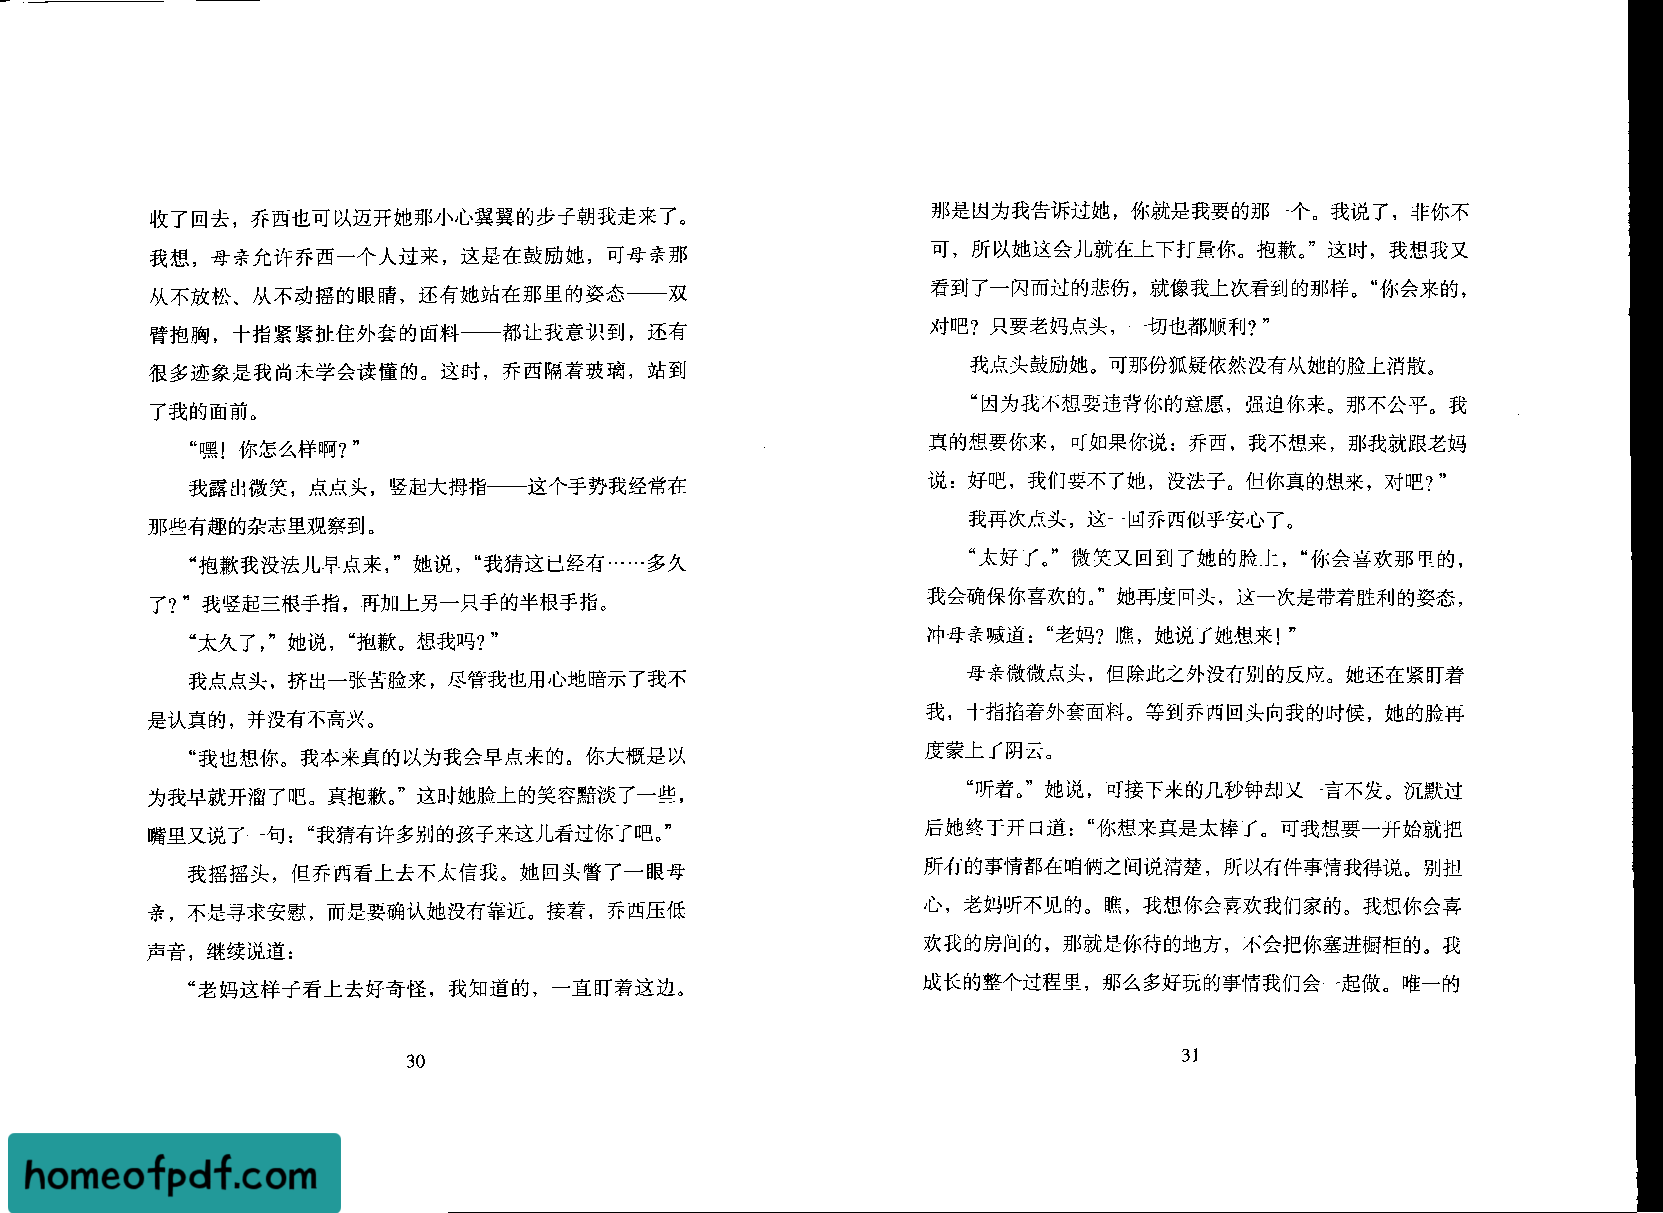 收了回去，乔西也可以迈开她那小心翼翼的步子朝我走来了。
我想，母亲允许乔西一个人过来，这是在鼓励她，可母亲那
从不放松、从不动摇的眼睛，还有她站在那里的姿态——双
臂抱胸，十指紧紧扯住外套的面料——都让我意识到，还有
很多迹象是我尚未学会读懂的。这时，乔西隔着玻璃，站到
了我的面前。
“嘿！你怎么样啊？”
我露出微笑，点点头，竖起大拇指——这个手势我经常在
那些有趣的杂志里观察到。
“抱歉我没法儿早点来，”她说，“我猜这已经有……多久
了？”我竖起三根手指，再加上另一只手的半根手指。
“太久了，”她说，“抱歉。想我吗？”
我点点头，挤出一张苦脸来，尽管我也用心地暗示了我不
是认真的，并没有不高兴。
“我也想你。我本来真的以为我会早点来的。你大概是以
为我早就开溜了吧。真抱歉。”这时她脸上的笑容黯淡了一些，
嘴里又说了一句：“我猜有许多别的孩子来这儿看过你了吧。”
我摇摇头，但乔西看上去不太信我。她回头瞥了一眼母
亲，不是寻求安慰，而是要确认她没有靠近。接着，乔西压低
声音，继续说道：
“老妈这样子看上去好奇怪，我知道的，一直盯着这边。
30
那是因为我告诉过她，你就是我要的那一个。我说了，非你不
可，所以她这会儿就在上下打量你。抱歉。”这时，我想我又
看到了一闪而过的悲伤，就像我上次看到的那样。“你会来的，
对吧？只要老妈点头，一切也都顺利？”
我点头鼓励她。可那份狐疑依然没有从她的脸上消散。
“因为我不想要违背你的意愿，强迫你来。那不公平。我
真的想要你来，可如果你说：乔西，我不想来，那我就跟老妈
说：好吧，我们要不了她，没法子。但你真的想来，对吧？”
我再次点头，这一回乔西似乎安心了。
“太好了。”微笑又回到了她的脸上，“你会喜欢那里的，
我会确保你喜欢的。”她再度回头，这一次是带着胜利的姿态，
冲母亲喊道：“老妈？瞧，她说了她想来！”
母亲微微点头，但除此之外没有别的反应。她还在紧盯着
我，十指掐着外套面料。等到乔西回头向我的时候，她的脸再
度蒙上了阴云。
“听着。”她说，可接下来的几秒钟却又一言不发。沉默过
后她终于开口道：“你想来真是太棒了。可我想要一开始就把
所有的事情都在咱俩之间说清楚，所以有件事情我得说。别担
心，老妈听不见的。瞧，我想你会喜欢我们家的。我想你会喜
欢我的房间的，那就是你待的地方，不会把你塞进橱柜的。我
成长的整个过程里，那么多好玩的事情我们会一起做。唯一的
31
homeofpdf.com